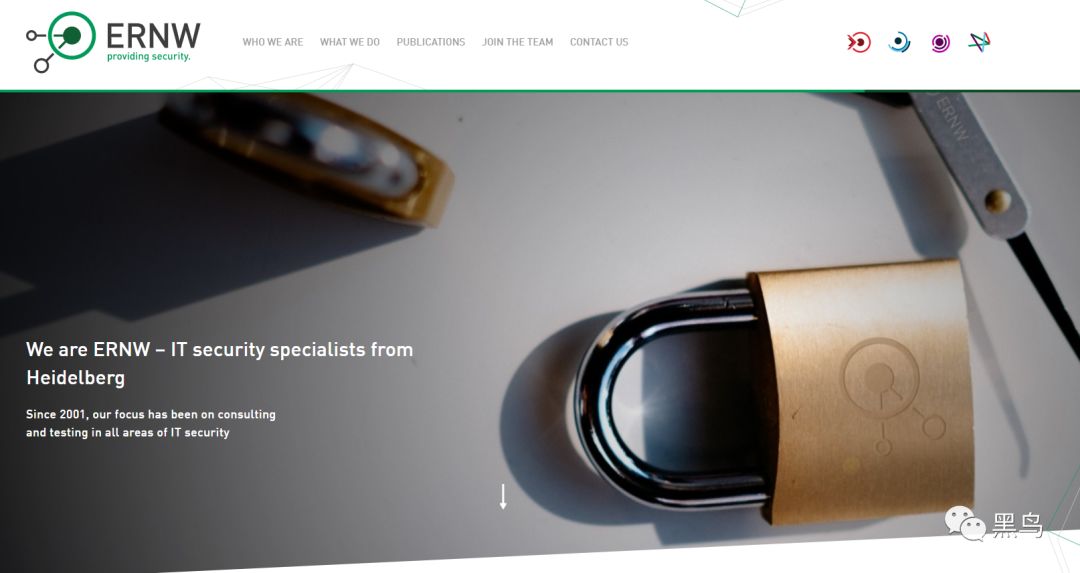 ERNW
providing security.
WHO WE ARE WHAT WE DO PUBLICATIONS JOIN THE TEAM CONTACT US
ERNW
We are ERNW – IT security specialists from
Heidelberg
Since 2001, our focus has been on consulting
and testing in all areas of IT security
黑鸟